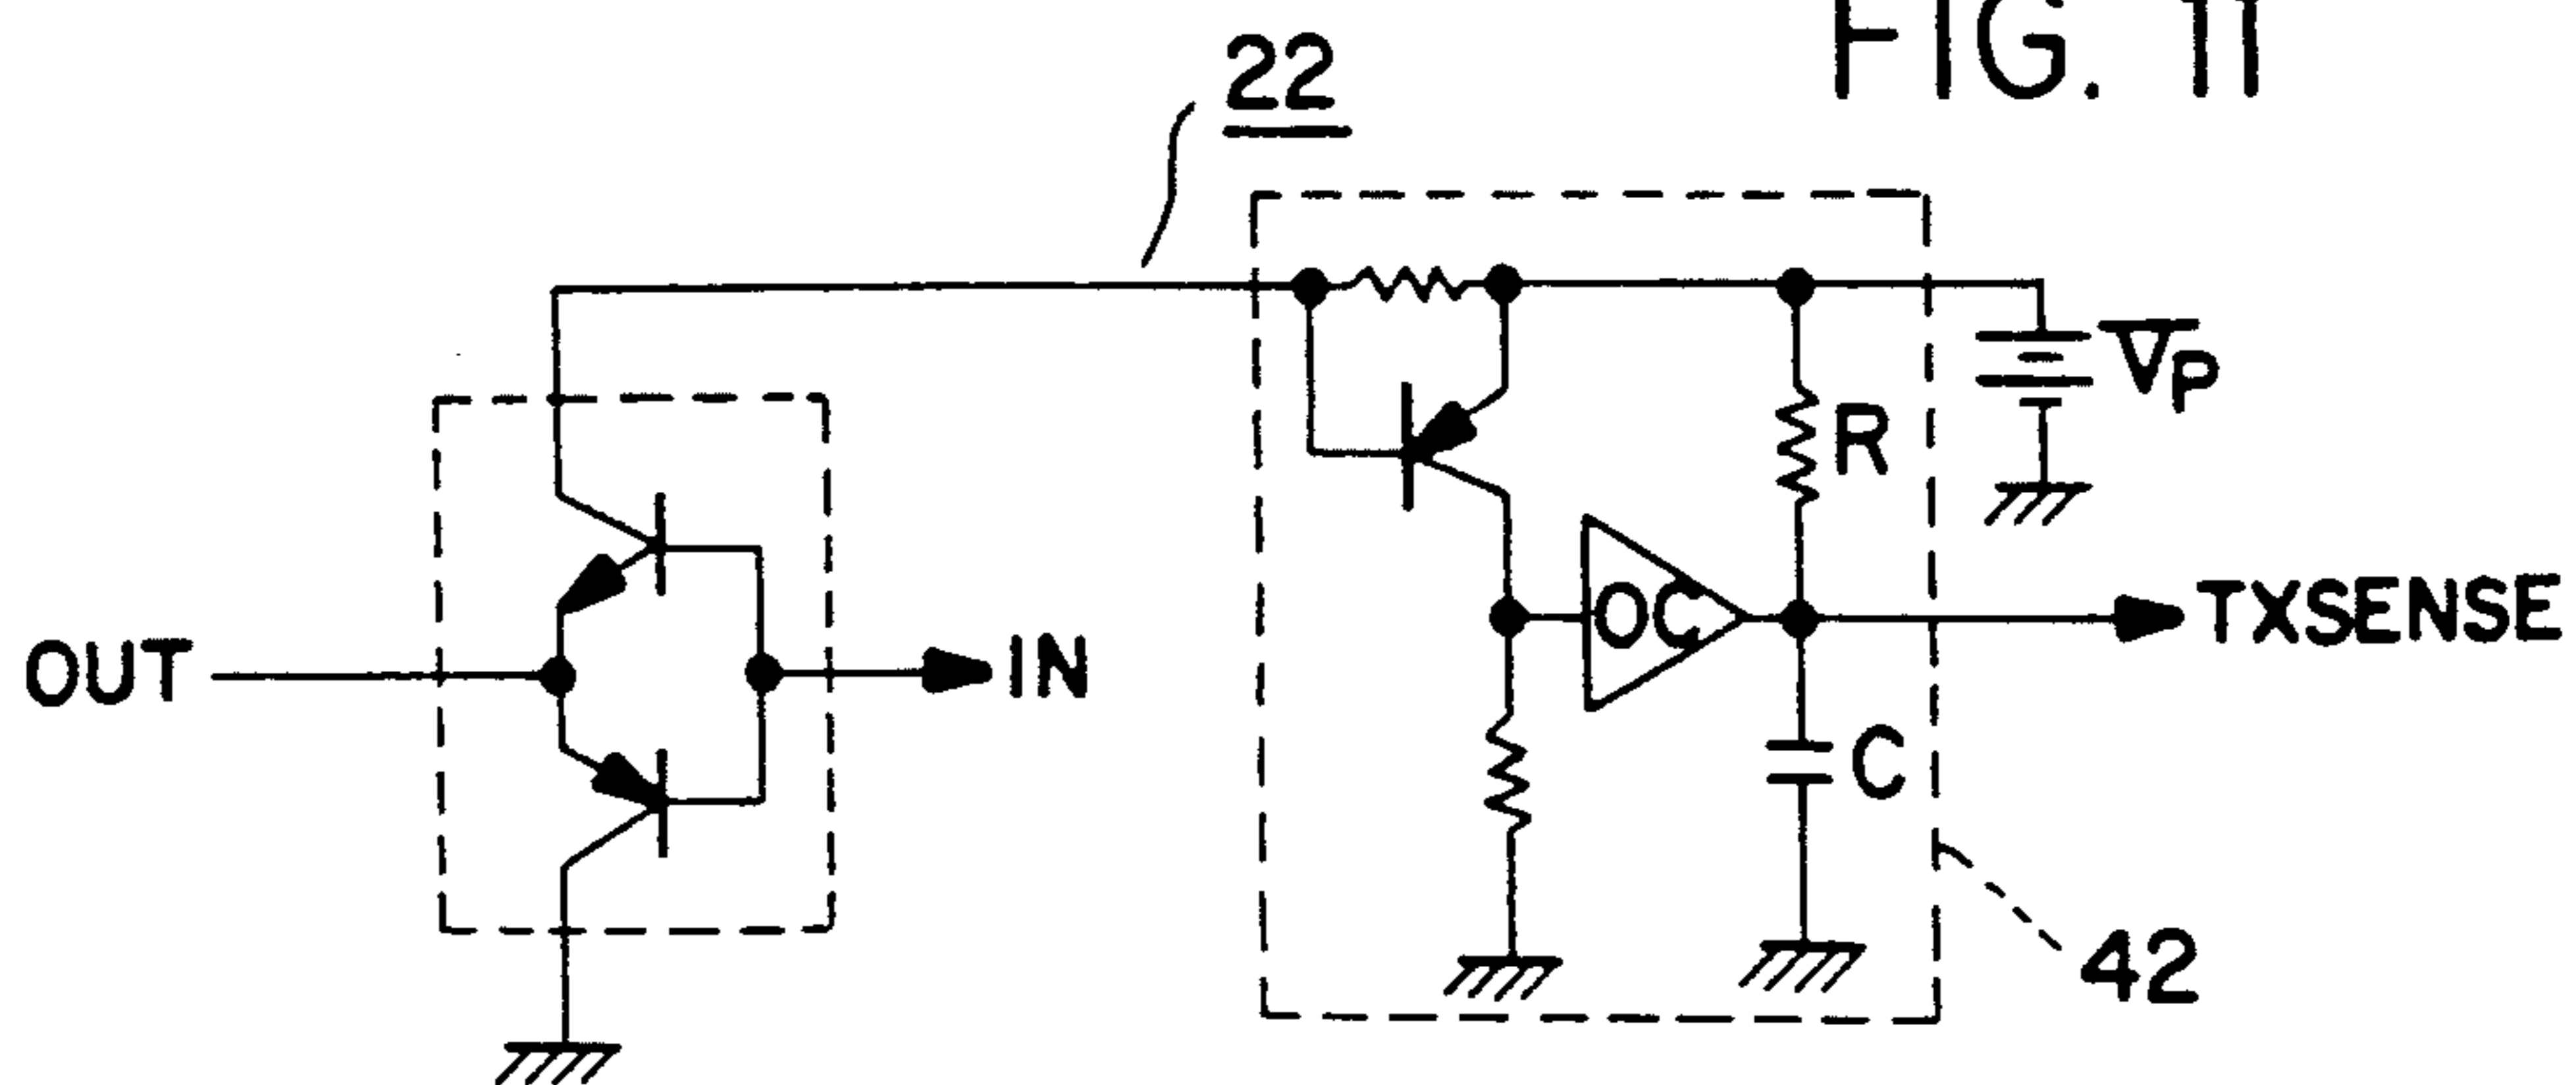 FIG. 11
22
VP
R
OC
TXSENSE
OUT
IN
C
42